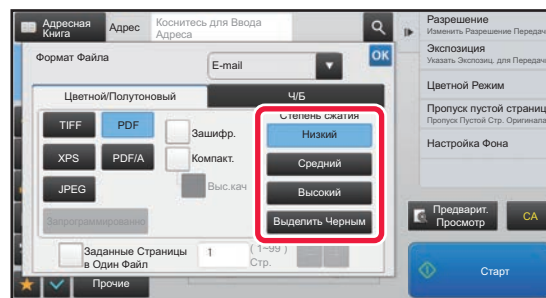 Адресная
Книга
Адрес
Коснитесь для Ввода
Адреса
Формат Файла
E-mail
OK
Цветной/Полутоновый
Ч/Б
TIFF
PDF
Зашифр.
XPS
PDF/A
Компакт.
JPEG
Выс.кач
Запрограммированно
Степень сжатия
Низкий
Средний
Высокий
Выделить Черным
Заданные Страницы
в Один Файл
1
( 1~99 )
Стр.
Прочие
Разрешение
Изменить Разрешение Передач
Экспозиция
Указать Экспозиц. для Передачи
Цветной Режим
Пропуск пустой страниц
Пропуск Пустой Стр. Оригинала
Настройка Фона
Предварит.
Просмотр
CA
Старт